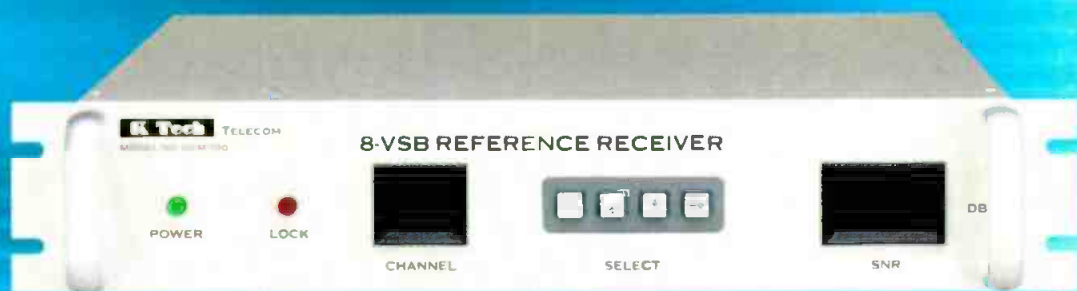 K Tech TELECOM
8-VSB REFERENCE RECEIVER
POWER
LOCK
CHANNEL
SELECT
SNR
DB